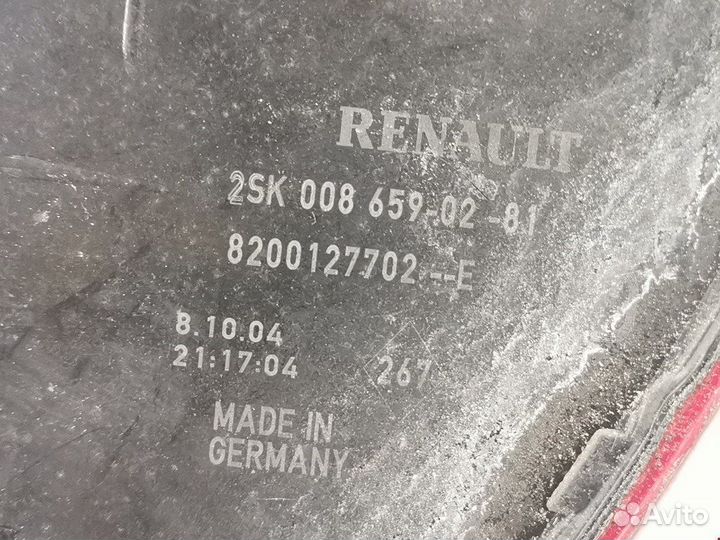 RENAULT
2SK 008 659-02-81
8200127702--E
8.10.04
21:17:04 267
MADE IN
GERMANY
Avito